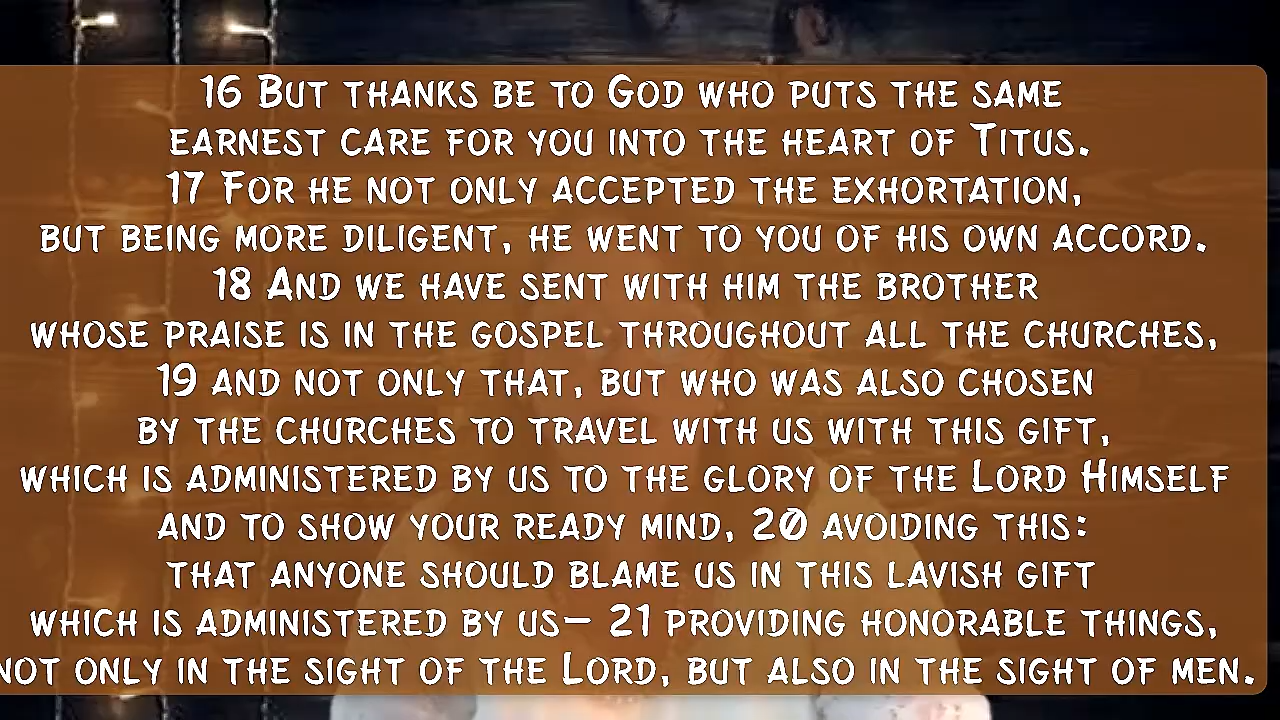 16 But thanks be to God who puts the same
earnest care for you into the heart of Titus.
17 For he not only accepted the exhortation,
but being more diligent, he went to you of his own accord.
18 And we have sent with him the brother
whose praise is in the gospel throughout all the churches,
19 and not only that, but who was also chosen
by the churches to travel with us with this gift,
which is administered by us to the glory of the Lord Himself
and to show your ready mind, 20 avoiding this:
that anyone should blame us in this lavish gift
which is administered by us— 21 providing honorable things,
not only in the sight of the Lord, but also in the sight of men.